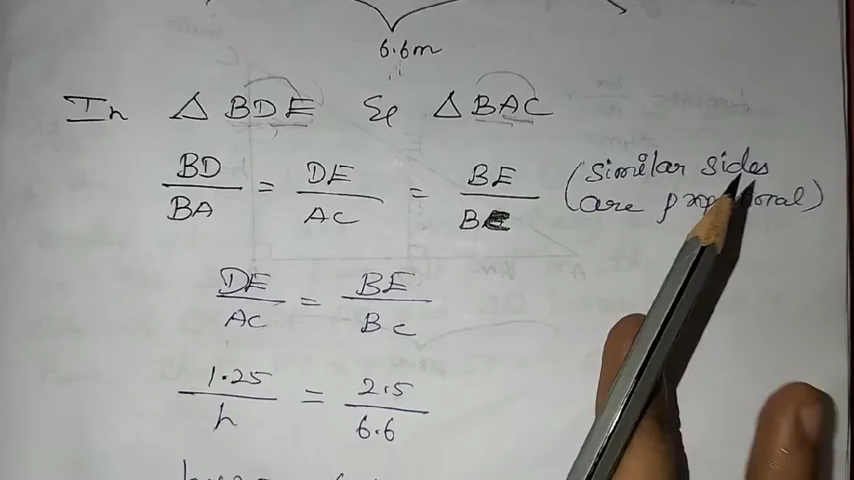 6.6m
In Δ BDE & Δ BAC
BD/BA = DE/AC = BE/BC (Similar sides
are proportional)
DE/AC = BE/BC
1.25/h = 2.5/6.6